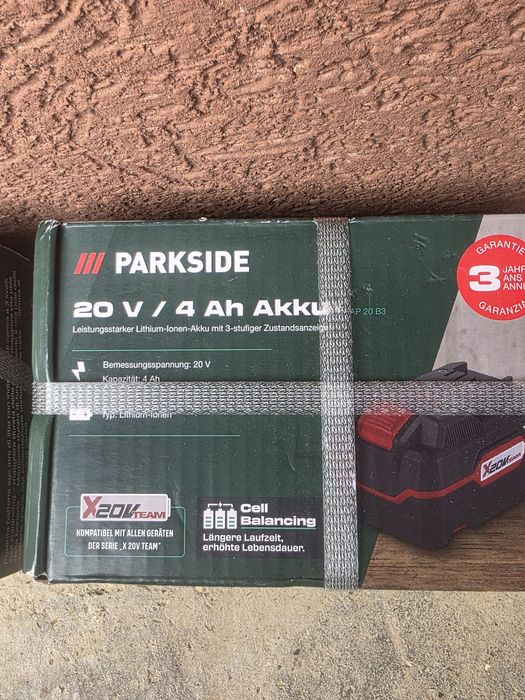 PARKSIDE
20 V / 4 Ah Akku
AP 20 B3
Leistungsstarker Lithium-Ionen-Akku mit 3-stufiger Zustandsanzeige
Bemessungsspannung: 20 V
Kapazität: 4 Ah
Typ: Lithium-Ionen
X20V TEAM
KOMPATIBEL MIT ALLEN GERÄTEN
DER SERIE „X 20V TEAM“
Cell
Balancing
Längere Laufzeit,
erhöhte Lebensdauer.
GARANTIE
3 JAHRE
ANS
ANNI
GARANZIA
X20V TEAM